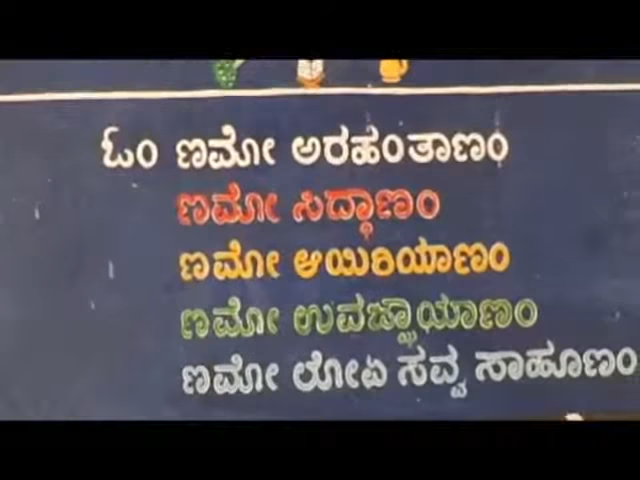 ಓಂ ಣಮೋ ಅರಹಂತಾಣಂ
ಣಮೋ ಸಿದ್ಧಾಣಂ
ಣಮೋ ಆಯಿರಿಯಾಣಂ
ಣಮೋ ಉವಜ್ಝಾಯಾಣಂ
ಣಮೋ ಲೋಏ ಸವ್ವ ಸಾಹೂಣಂ